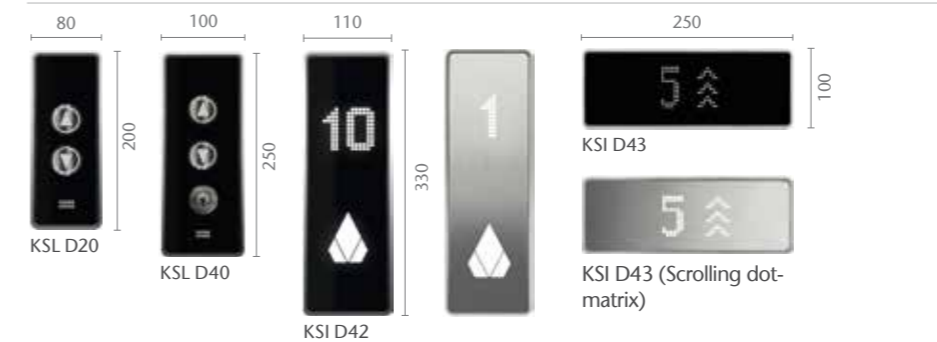 80
100
110
250
200
250
330
100
10
1
5
5
KSL D20
KSL D40
KSI D42
KSI D43
KSI D43 (Scrolling dot-
matrix)